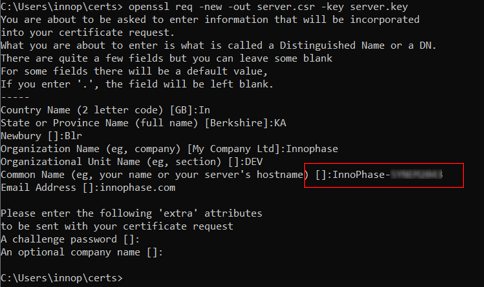 C:\Users\innop\certs> openssl req -new -out server.csr -key server.key
You are about to be asked to enter information that will be incorporated
into your certificate request.
What you are about to enter is what is called a Distinguished Name or a DN.
There are quite a few fields but you can leave some blank
For some fields there will be a default value,
If you enter '.', the field will be left blank.
-----
Country Name (2 letter code) [GB]:In
State or Province Name (full name) [Berkshire]:KA
Newbury []:Blr
Organization Name (eg, company) [My Company Ltd]:Innophase
Organizational Unit Name (eg, section) []:DEV
Common Name (eg, your name or your server's hostname) []:InnoPhase-
Email Address []:innophase.com
Please enter the following 'extra' attributes
to be sent with your certificate request
A challenge password []:
An optional company name []:
C:\Users\innop\certs>